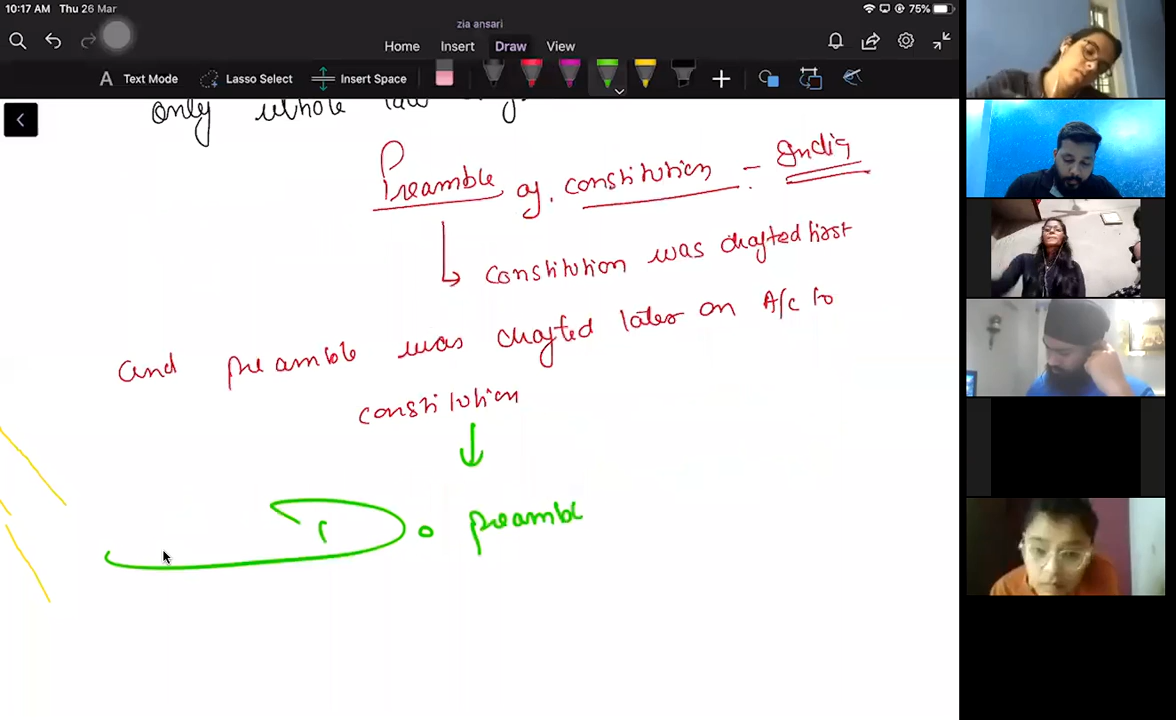 10:17 AM Thu 26 Mar
75%
zia ansari
Home Insert Draw View
Text Mode Lasso Select Insert Space
only whole law
Preamble of. constitution :- India
constitution was drafted first
and preamble was drafted later on A/c to
constitution
preamble